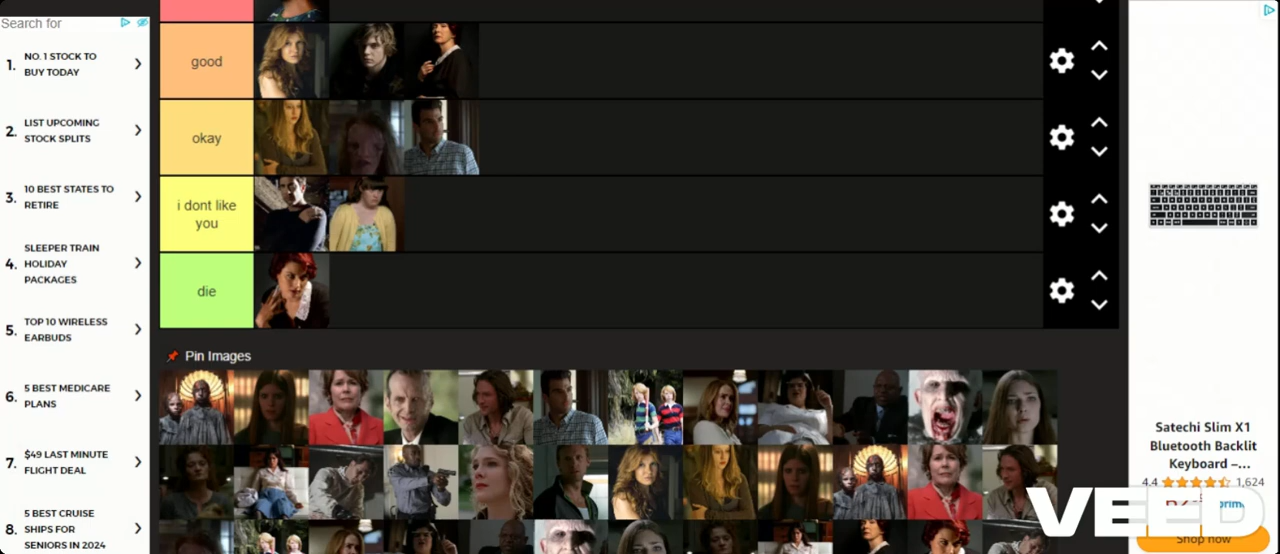 Search for
1. NO. 1 STOCK TO
BUY TODAY
2. LIST UPCOMING
STOCK SPLITS
3. 10 BEST STATES TO
RETIRE
4. SLEEPER TRAIN
HOLIDAY
PACKAGES
5. TOP 10 WIRELESS
EARBUDS
6. 5 BEST MEDICARE
PLANS
7. $49 LAST MINUTE
FLIGHT DEAL
8. 5 BEST CRUISE
SHIPS FOR
SENIORS IN 2024
good
okay
i dont like
you
die
Pin Images
Satechi Slim X1
Bluetooth Backlit
Keyboard –...
4.4 1,624
Shop now
VEED